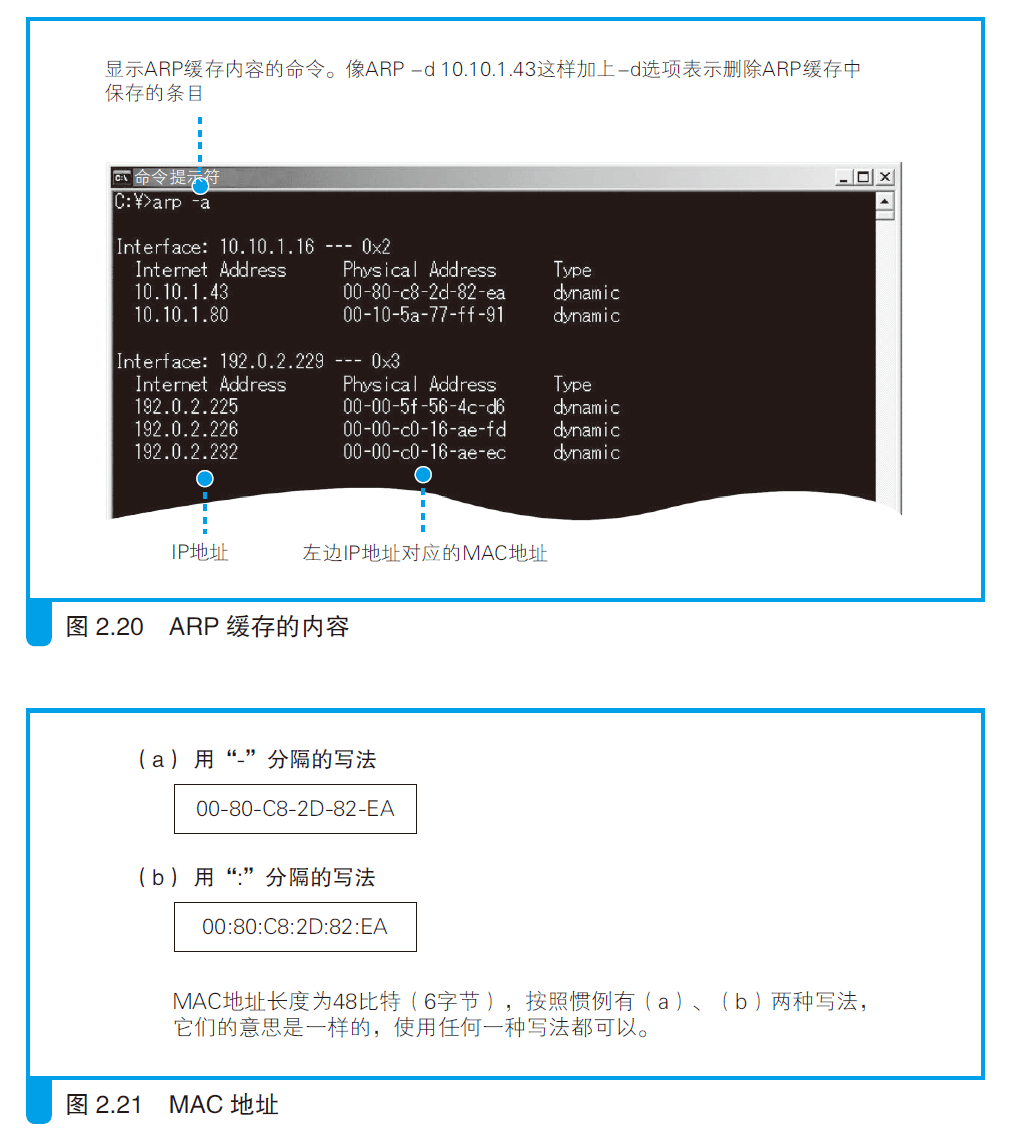 显示ARP缓存内容的命令。像ARP –d 10.10.1.43这样加上–d选项表示删除ARP缓存中
保存的条目
命令提示符
C:¥>arp -a
Interface: 10.10.1.16 --- 0x2
Internet Address Physical Address Type
10.10.1.43 00-80-c8-2d-82-ea dynamic
10.10.1.80 00-10-5a-77-ff-91 dynamic
Interface: 192.0.2.229 --- 0x3
Internet Address Physical Address Type
192.0.2.225 00-00-5f-56-4c-d6 dynamic
192.0.2.226 00-00-c0-16-ae-fd dynamic
192.0.2.232 00-00-c0-16-ae-ec dynamic
IP地址 左边IP地址对应的MAC地址
图 2.20 ARP 缓存的内容
（a）用“-”分隔的写法
00-80-C8-2D-82-EA
（b）用“:”分隔的写法
00:80:C8:2D:82:EA
MAC地址长度为48比特（6字节），按照惯例有（a）、（b）两种写法，
它们的意思是一样的，使用任何一种写法都可以。
图 2.21 MAC 地址